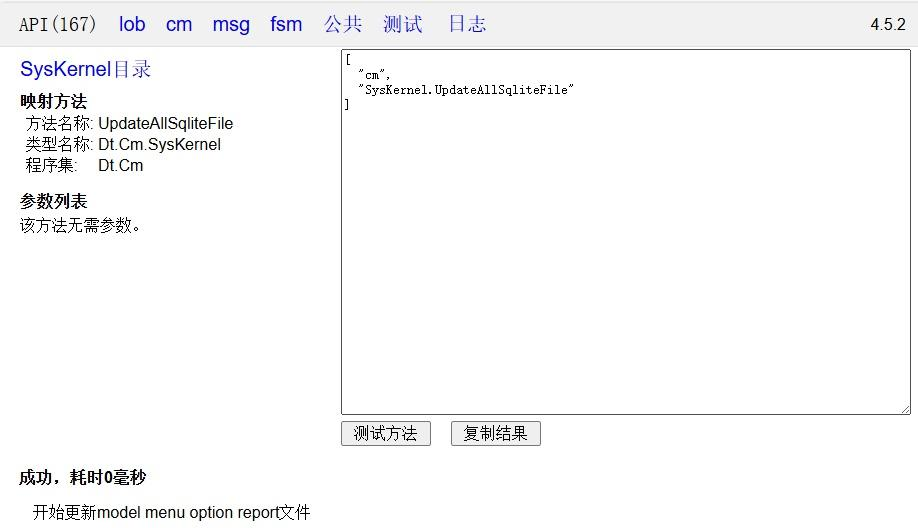 API(167) lob cm msg fsm 公共 测试 日志 4.5.2
SysKernel目录
映射方法
方法名称: UpdateAllSqliteFile
类型名称: Dt.Cm.SysKernel
程序集: Dt.Cm
参数列表
该方法无需参数。
[
  "cm",
  "SysKernel.UpdateAllSqliteFile"
]
测试方法 复制结果
成功，耗时0毫秒
开始更新model menu option report文件